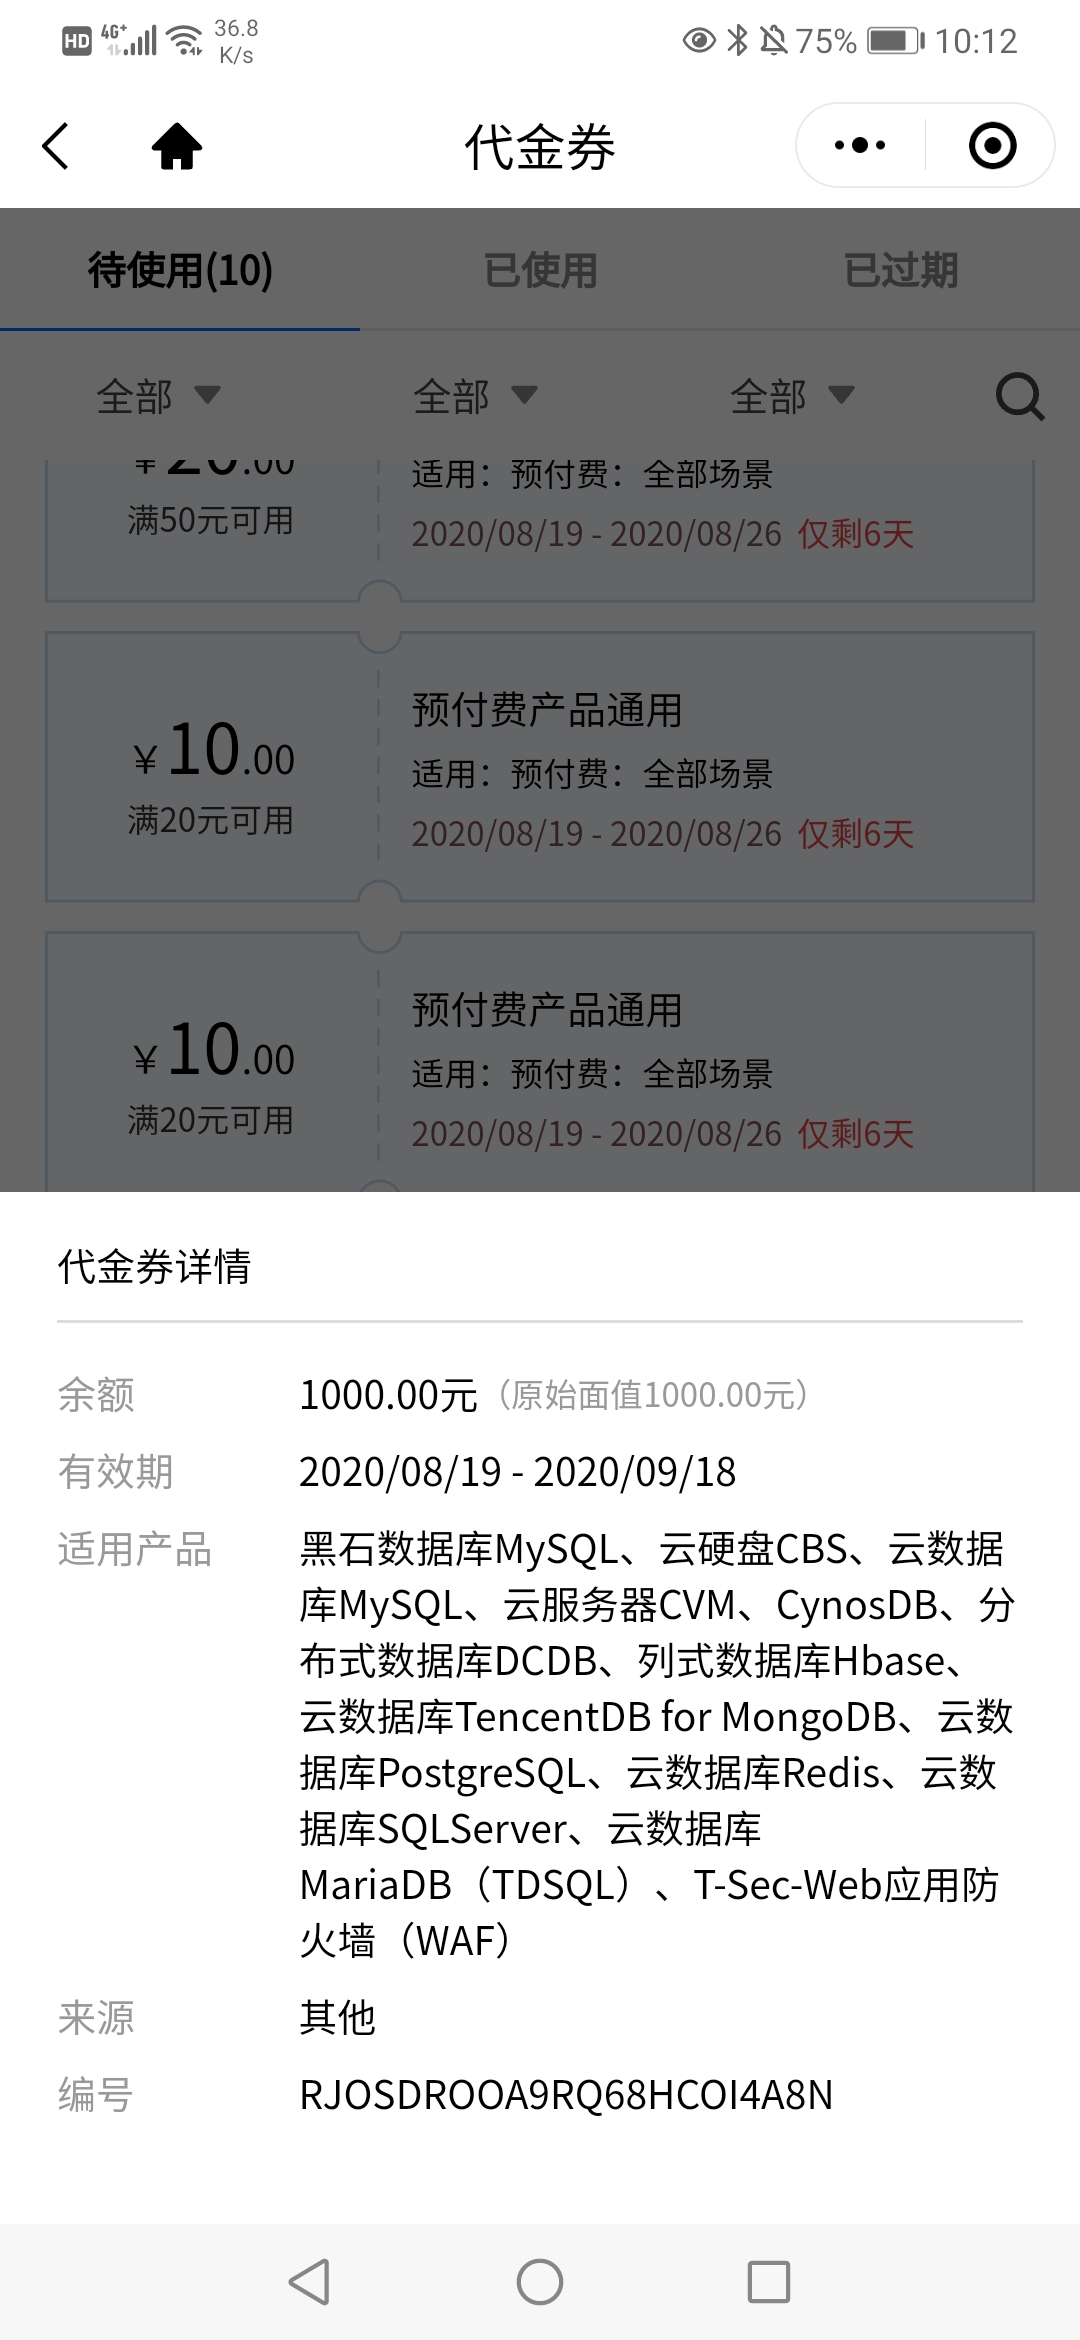 HD 4G+ 36.8 K/s 75% 10:12
代金券
待使用(10) 已使用 已过期
全部 全部 全部
¥20.00
适用：预付费：全部场景
满50元可用
2020/08/19 - 2020/08/26 仅剩6天
预付费产品通用
¥10.00
适用：预付费：全部场景
满20元可用
2020/08/19 - 2020/08/26 仅剩6天
预付费产品通用
¥10.00
适用：预付费：全部场景
满20元可用
2020/08/19 - 2020/08/26 仅剩6天
代金券详情
余额 1000.00元（原始面值1000.00元）
有效期 2020/08/19 - 2020/09/18
适用产品 黑石数据库MySQL、云硬盘CBS、云数据
库MySQL、云服务器CVM、CynosDB、分
布式数据库DCDB、列式数据库Hbase、
云数据库TencentDB for MongoDB、云数
据库PostgreSQL、云数据库Redis、云数
据库SQLServer、云数据库
MariaDB（TDSQL）、T-Sec-Web应用防
火墙（WAF）
来源 其他
编号 RJOSDROOA9RQ68HCOI4A8N